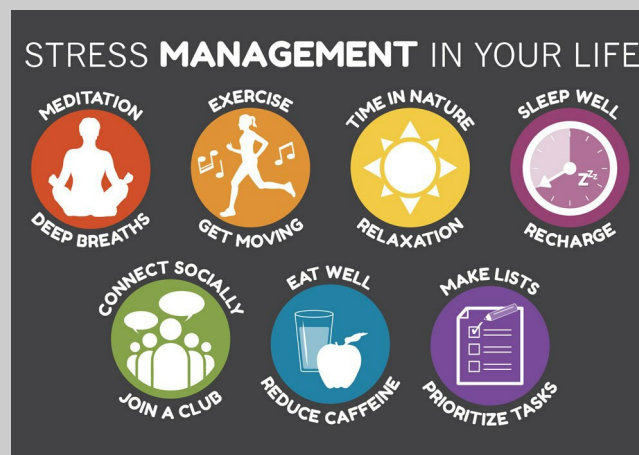 STRESS MANAGEMENT IN YOUR LIFE
MEDITATION
DEEP BREATHS
EXERCISE
GET MOVING
TIME IN NATURE
RELAXATION
SLEEP WELL
zzz
RECHARGE
CONNECT SOCIALLY
JOIN A CLUB
EAT WELL
REDUCE CAFFEINE
MAKE LISTS
PRIORITIZE TASKS